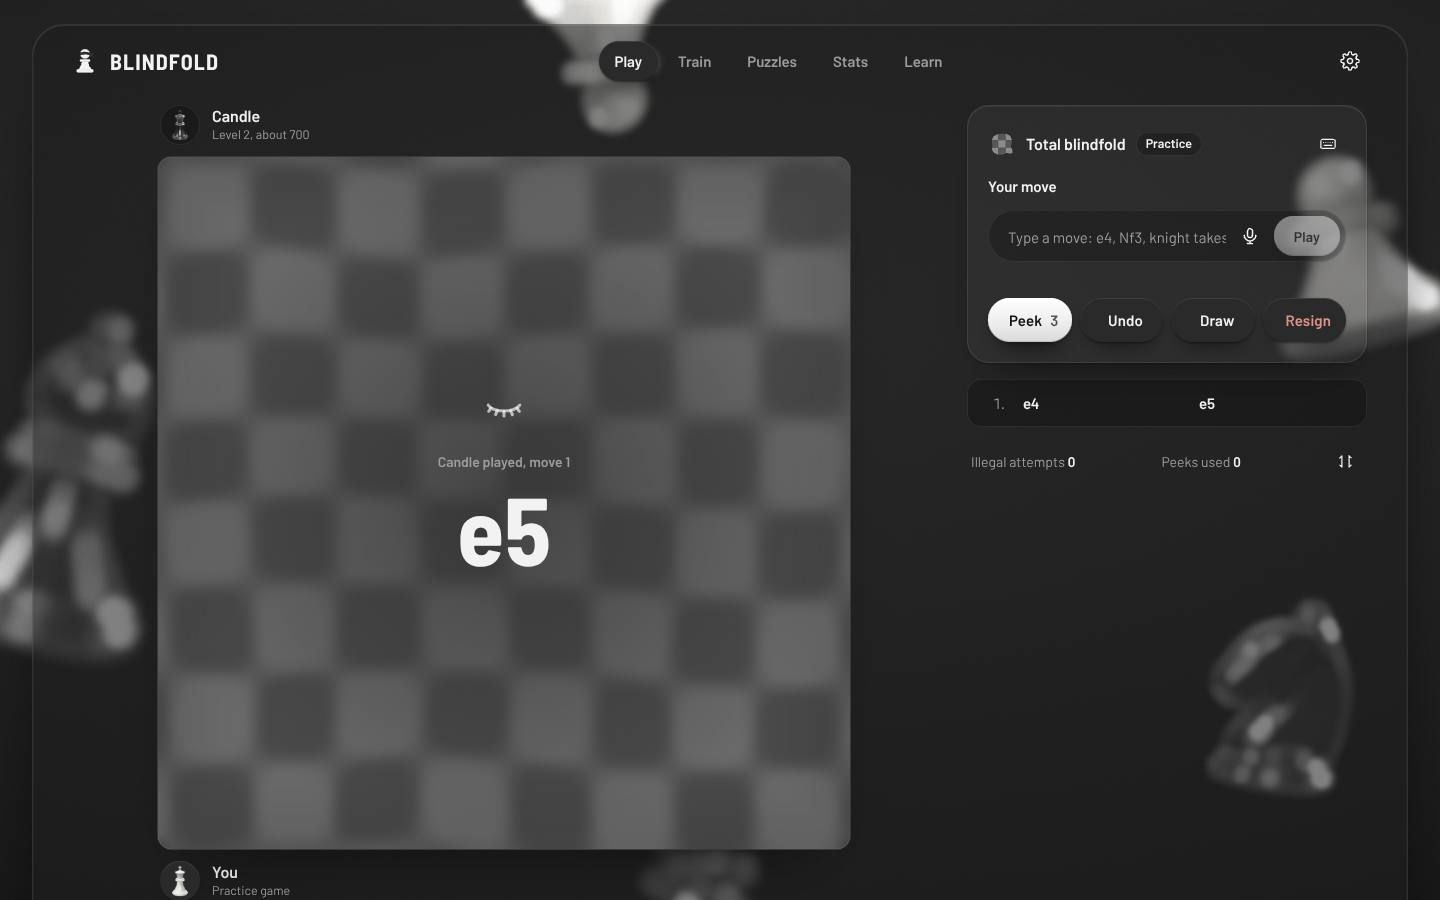 BLINDFOLD
Play Train Puzzles Stats Learn
Candle
Level 2, about 700
Candle played, move 1
e5
You
Practice game
Total blindfold Practice
Your move
Type a move: e4, Nf3, knight takes Play
Peek 3 Undo Draw Resign
1. e4 e5
Illegal attempts 0 Peeks used 0